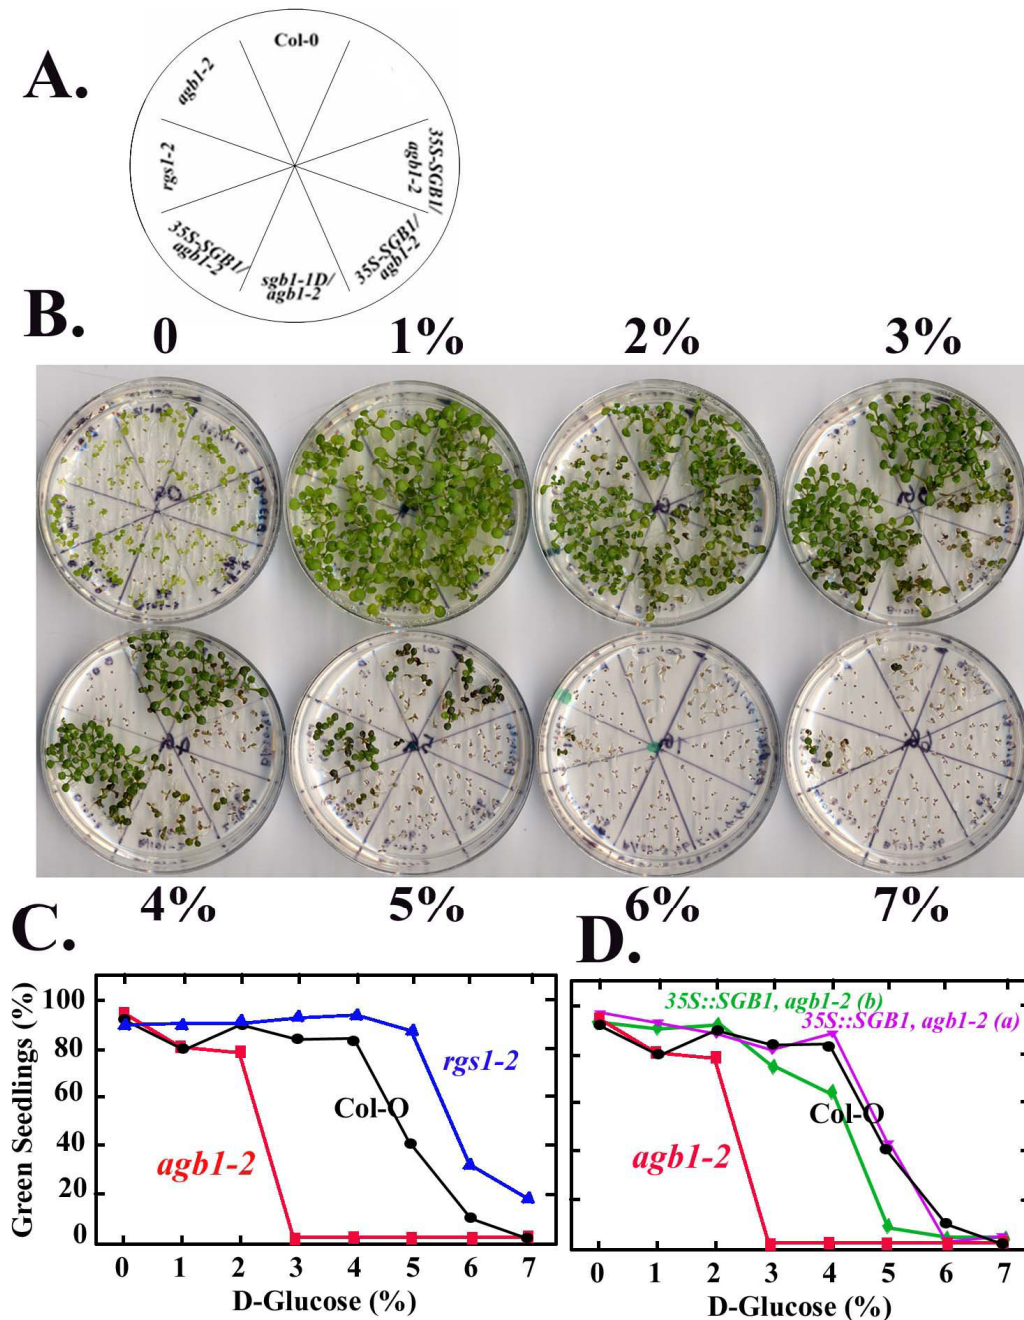 A.
Col-0
agb1-2
rgs1-2
35S-SGB1/
agb1-2
35S-SGB1/
agb1-2
35S-SGB1/
agb1-2
sgb1-1D/
agb1-2
B.
0 1% 2% 3%
4% 5% 6% 7%
C.
Green Seedlings (%)
100
80
60
40
20
0
rgs1-2
Col-O
agb1-2
0 1 2 3 4 5 6 7
D-Glucose (%)
D.
35S::SGB1, agb1-2 (b)
35S::SGB1, agb1-2 (a)
Col-O
agb1-2
0 1 2 3 4 5 6 7
D-Glucose (%)